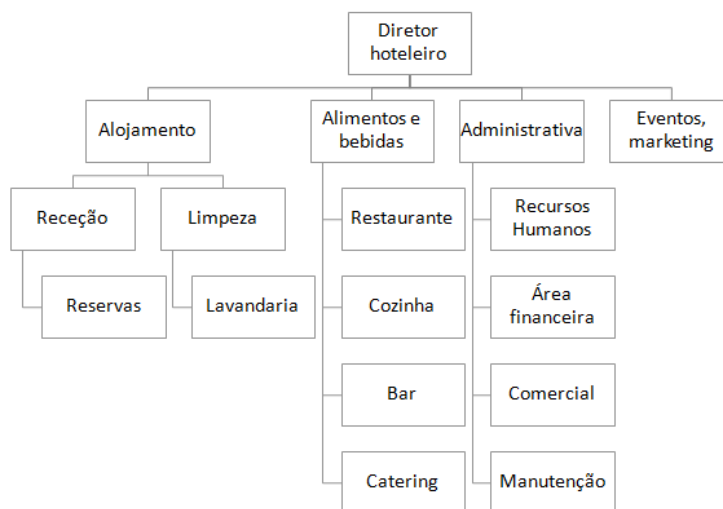 Diretor
hoteleiro
Alojamento
Alimentos e
bebidas
Administrativa
Eventos,
marketing
Receção
Limpeza
Restaurante
Recursos
Humanos
Reservas
Lavandaria
Cozinha
Área
financeira
Bar
Comercial
Catering
Manutenção